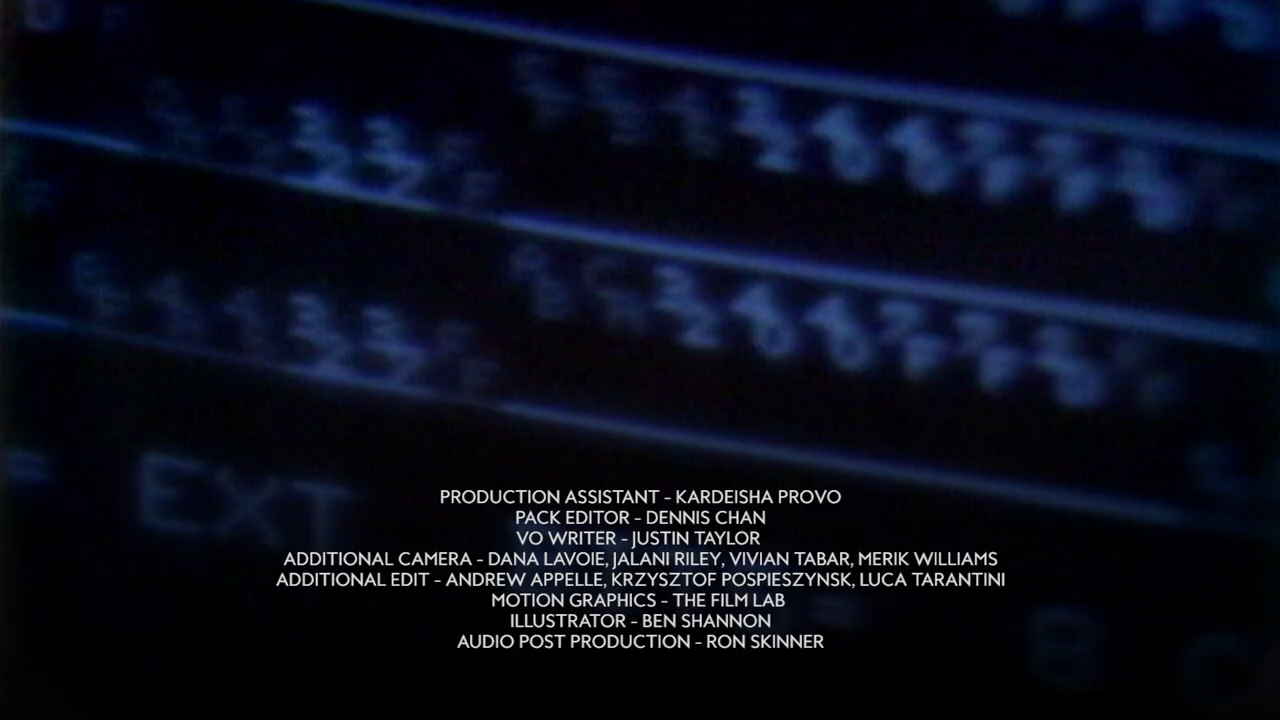 EXT
PRODUCTION ASSISTANT - KARDEISHA PROVO
PACK EDITOR - DENNIS CHAN
VO WRITER - JUSTIN TAYLOR
ADDITIONAL CAMERA - DANA LAVOIE, JALANI RILEY, VIVIAN TABAR, MERIK WILLIAMS
ADDITIONAL EDIT - ANDREW APPELLE, KRZYSZTOF POSPIESZYNSK, LUCA TARANTINI
MOTION GRAPHICS - THE FILM LAB
ILLUSTRATOR - BEN SHANNON
AUDIO POST PRODUCTION - RON SKINNER